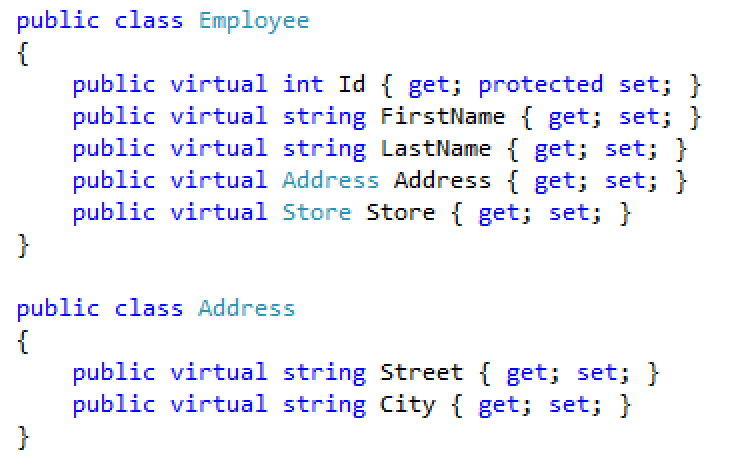 public class Employee
{
    public virtual int Id { get; protected set; }
    public virtual string FirstName { get; set; }
    public virtual string LastName { get; set; }
    public virtual Address Address { get; set; }
    public virtual Store Store { get; set; }
}

public class Address
{
    public virtual string Street { get; set; }
    public virtual string City { get; set; }
}